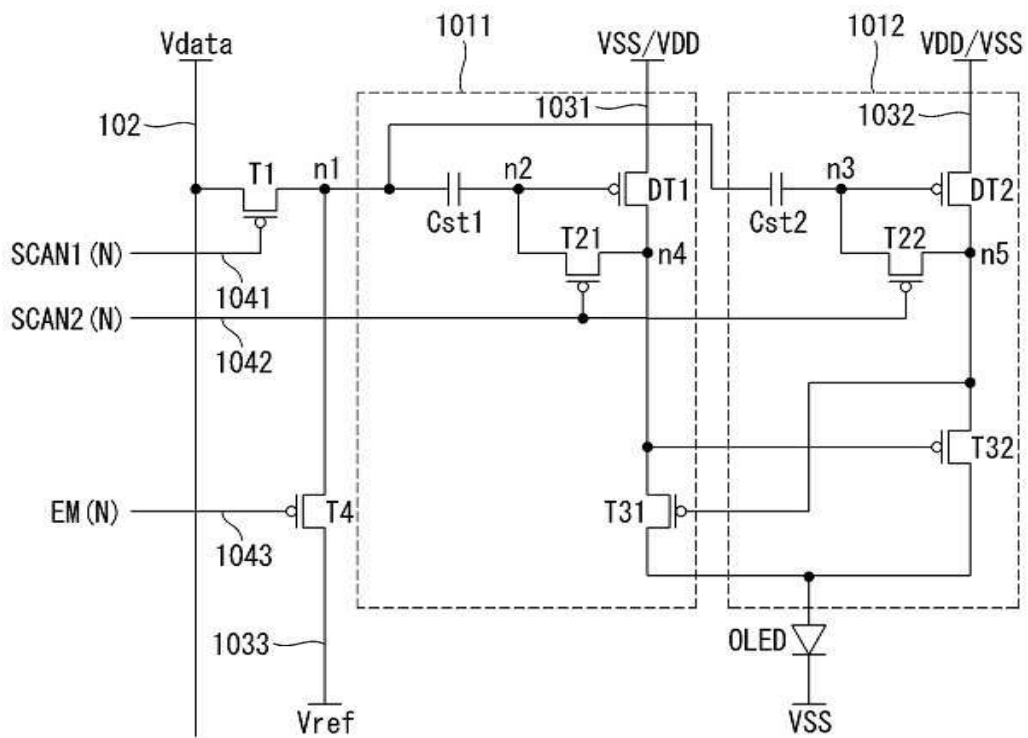 Vdata
1011
VSS/VDD
1012
VDD/VSS
102
1031
1032
T1
n1
n2
DT1
n3
DT2
Cst1
Cst2
T21
n4
T22
n5
SCAN1(N)
1041
SCAN2(N)
1042
T32
EM(N)
T4
T31
1043
1033
OLED
Vref
VSS